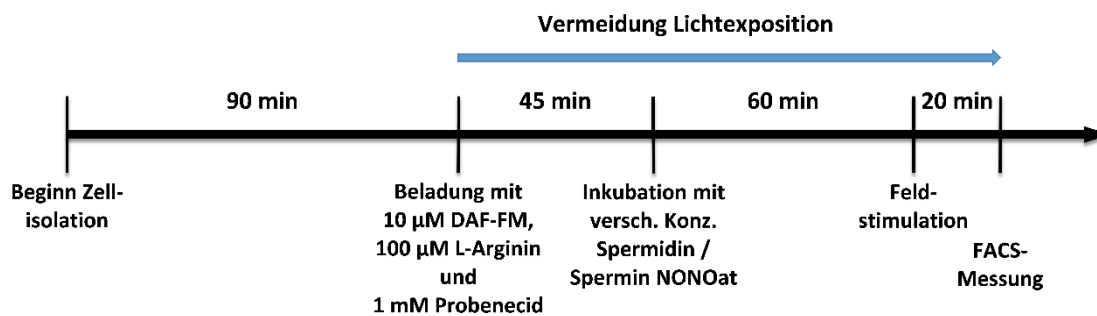 Vermeidung Lichtexposition
90 min
45 min
60 min
20 min
Beginn Zell-
isolation
Beladung mit
10 µM DAF-FM,
100 µM L-Arginin
und
1 mM Probenecid
Inkubation mit
versch. Konz.
Spermidin /
Spermin NONOat
Feld-
stimulation
FACS-
Messung